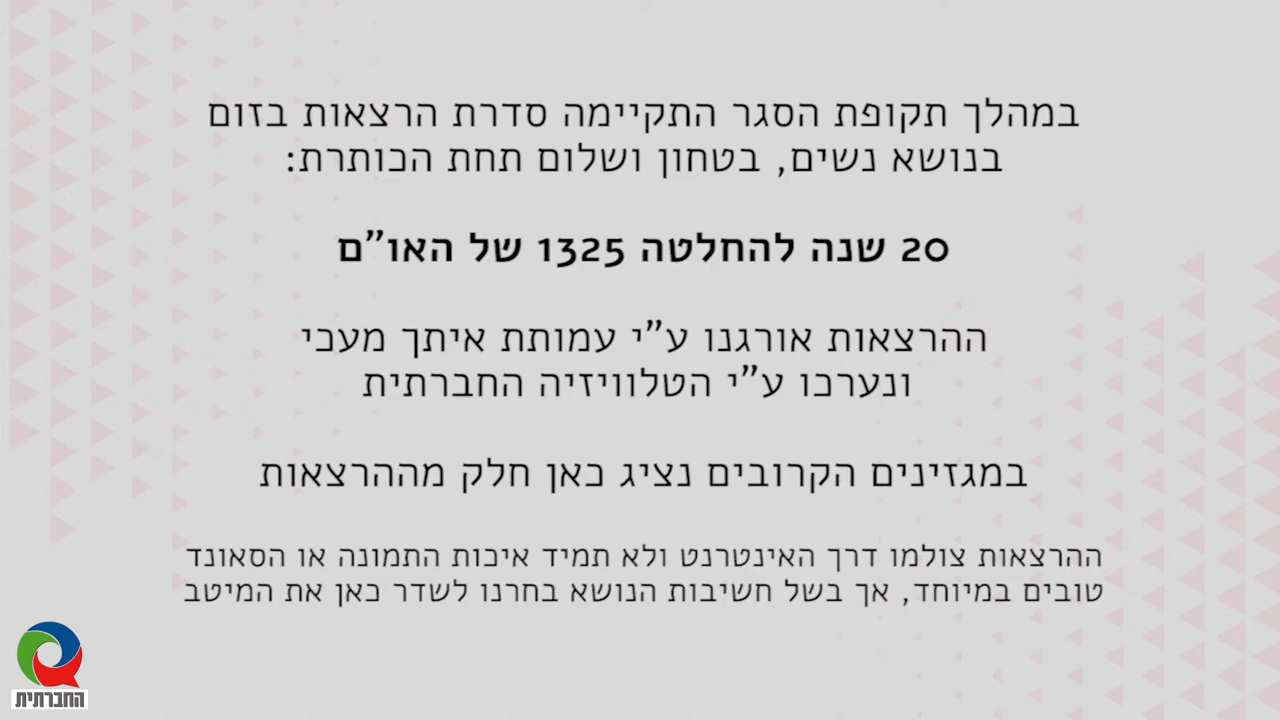 במהלך תקופת הסגר התקיימה סדרת הרצאות בזום
בנושא נשים, בטחון ושלום תחת הכותרת:
20 שנה להחלטה 1325 של האו"ם
ההרצאות אורגנו ע"י עמותת איתך מעכי
ונערכו ע"י הטלוויזיה החברתית
במגזינים הקרובים נציג כאן חלק מההרצאות
ההרצאות צולמו דרך האינטרנט ולא תמיד איכות התמונה או הסאונד
טובים במיוחד, אך בשל חשיבות הנושא בחרנו לשדר כאן את המיטב
החברתית